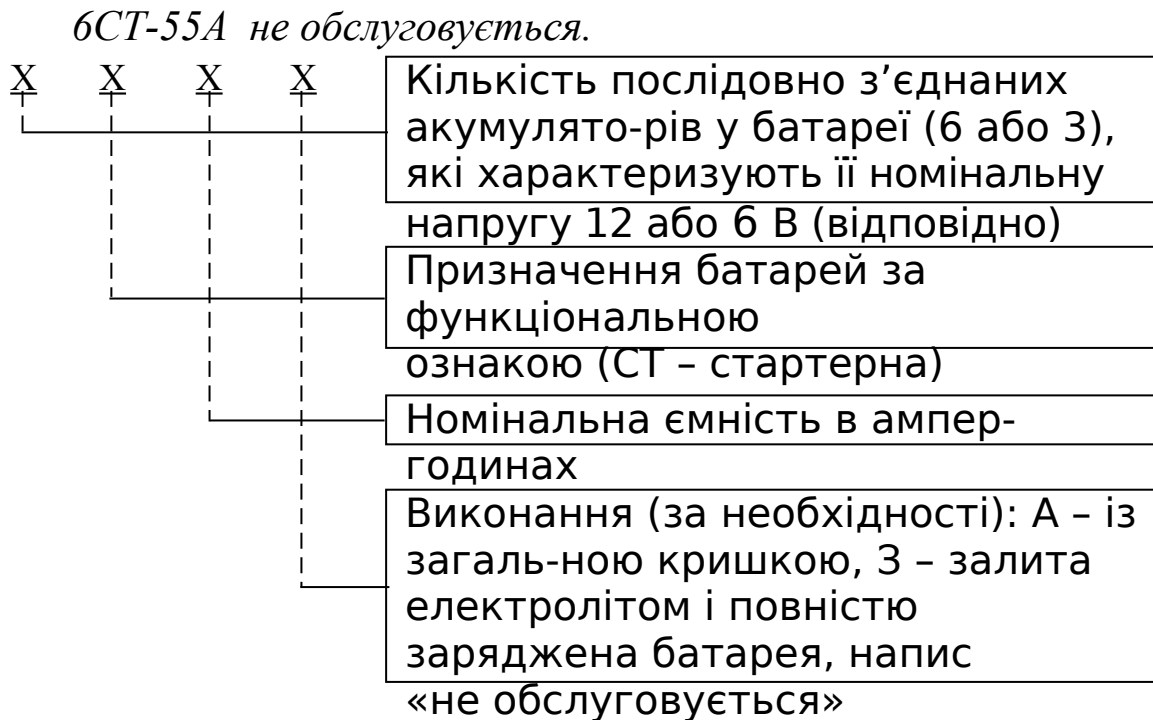 6СТ-55А не обслуговується.
Х Х Х Х
Кількість послідовно з’єднаних
акумулято-рів у батареї (6 або 3),
які характеризують її номінальну
напругу 12 або 6 В (відповідно)
Призначення батарей за
функціональною
ознакою (СТ – стартерна)
Номінальна ємність в ампер-
годинах
Виконання (за необхідності): А – із
загаль-ною кришкою, З – залита
електролітом і повністю
заряджена батарея, напис
«не обслуговується»